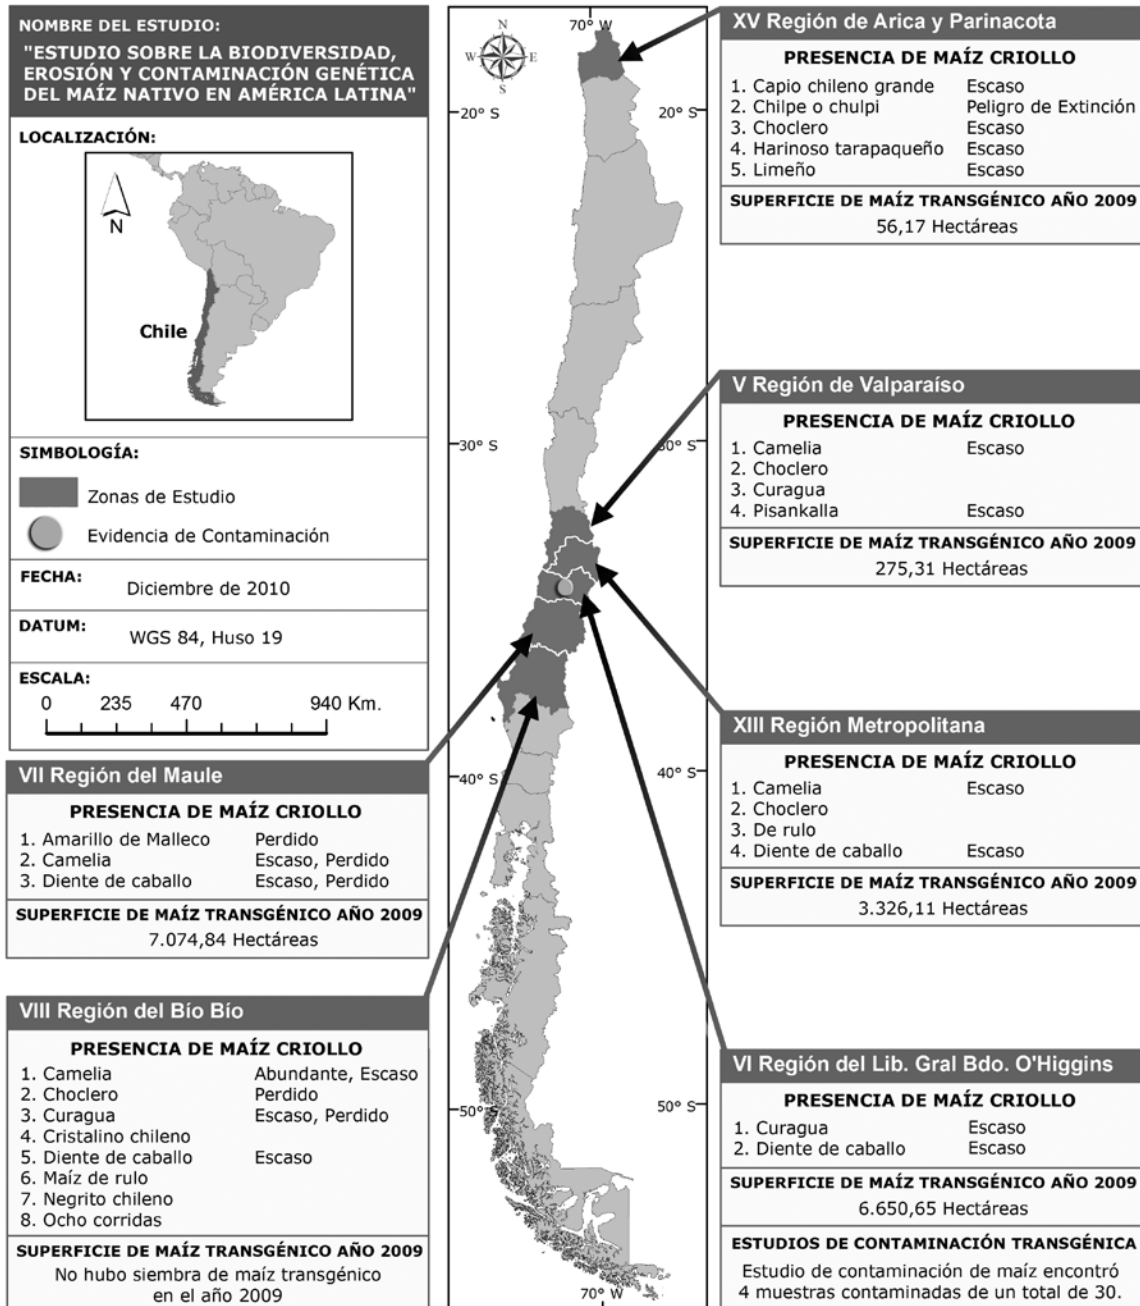 NOMBRE DEL ESTUDIO:
"ESTUDIO SOBRE LA BIODIVERSIDAD,
EROSIÓN Y CONTAMINACIÓN GENÉTICA
DEL MAÍZ NATIVO EN AMÉRICA LATINA"
LOCALIZACIÓN:
N
Chile
SIMBOLOGÍA:
Zonas de Estudio
Evidencia de Contaminación
FECHA: Diciembre de 2010
DATUM: WGS 84, Huso 19
ESCALA:
0 235 470 940 Km.
VII Región del Maule
PRESENCIA DE MAÍZ CRIOLLO
1. Amarillo de Malleco Perdido
2. Camelia Escaso, Perdido
3. Diente de caballo Escaso, Perdido
SUPERFICIE DE MAÍZ TRANSGÉNICO AÑO 2009
7.074,84 Hectáreas
VIII Región del Bío Bío
PRESENCIA DE MAÍZ CRIOLLO
1. Camelia Abundante, Escaso
2. Choclero Perdido
3. Curagua Escaso, Perdido
4. Cristalino chileno
5. Diente de caballo Escaso
6. Maíz de rulo
7. Negrito chileno
8. Ocho corridas
SUPERFICIE DE MAÍZ TRANSGÉNICO AÑO 2009
No hubo siembra de maíz transgénico
en el año 2009
70° W
N
W E
S
20° S 20° S
30° S 30° S
40° S 40° S
50° S 50° S
70° W
XV Región de Arica y Parinacota
PRESENCIA DE MAÍZ CRIOLLO
1. Capio chileno grande Escaso
2. Chilpe o chulpi Peligro de Extinción
3. Choclero Escaso
4. Harinoso tarapaqueño Escaso
5. Limeño Escaso
SUPERFICIE DE MAÍZ TRANSGÉNICO AÑO 2009
56,17 Hectáreas
V Región de Valparaíso
PRESENCIA DE MAÍZ CRIOLLO
1. Camelia Escaso
2. Choclero
3. Curagua
4. Pisankalla Escaso
SUPERFICIE DE MAÍZ TRANSGÉNICO AÑO 2009
275,31 Hectáreas
XIII Región Metropolitana
PRESENCIA DE MAÍZ CRIOLLO
1. Camelia Escaso
2. Choclero
3. De rulo
4. Diente de caballo Escaso
SUPERFICIE DE MAÍZ TRANSGÉNICO AÑO 2009
3.326,11 Hectáreas
VI Región del Lib. Gral Bdo. O'Higgins
PRESENCIA DE MAÍZ CRIOLLO
1. Curagua Escaso
2. Diente de caballo Escaso
SUPERFICIE DE MAÍZ TRANSGÉNICO AÑO 2009
6.650,65 Hectáreas
ESTUDIOS DE CONTAMINACIÓN TRANSGÉNICA
Estudio de contaminación de maíz encontró
4 muestras contaminadas de un total de 30.